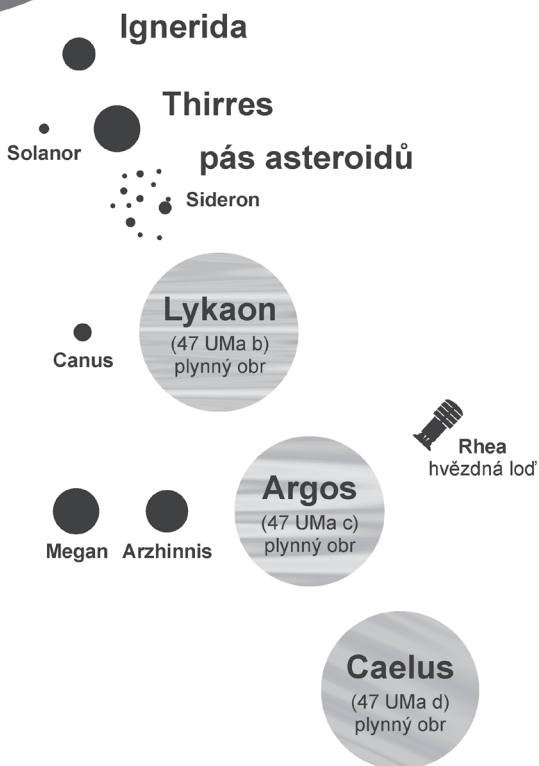 Ignerida
Thirres
Solanor
pás asteroidů
Sideron
Lykaon
(47 UMa b)
plynný obr
Canus
Rhea
hvězdná loď
Argos
(47 UMa c)
plynný obr
Megan
Arzhinnis
Caelus
(47 UMa d)
plynný obr